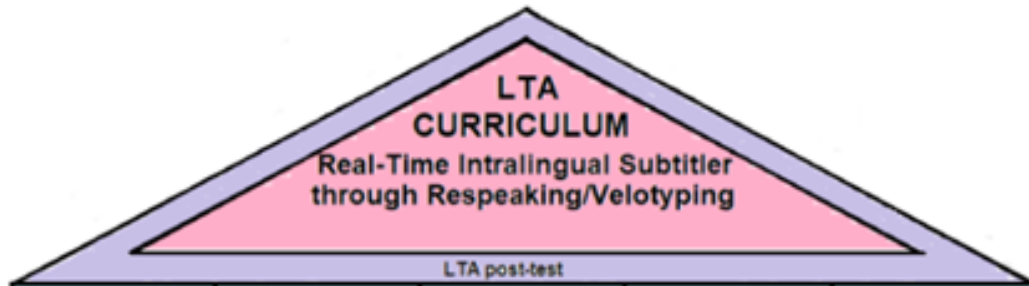 LTA
CURRICULUM
Real-Time Intralingual Subtitler
through Respeaking/Velotyping
LTA post-test